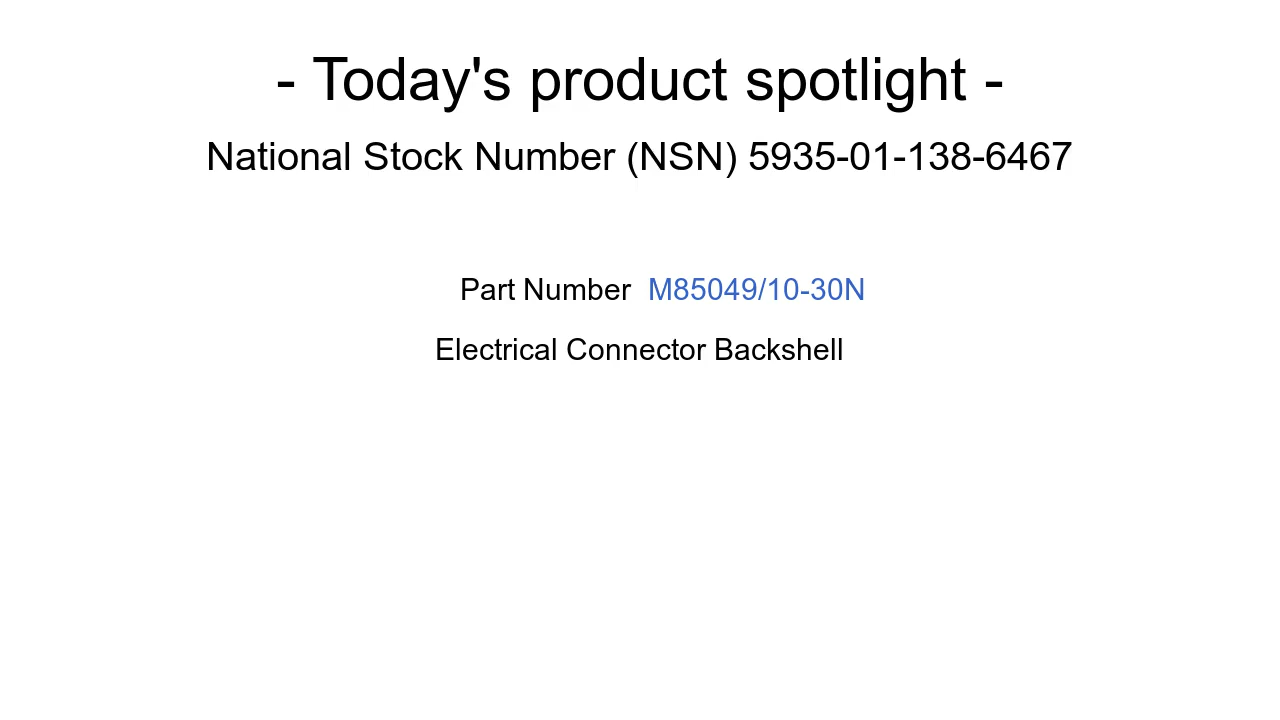 - Today's product spotlight -
National Stock Number (NSN) 5935-01-138-6467
Part Number M85049/10-30N
Electrical Connector Backshell